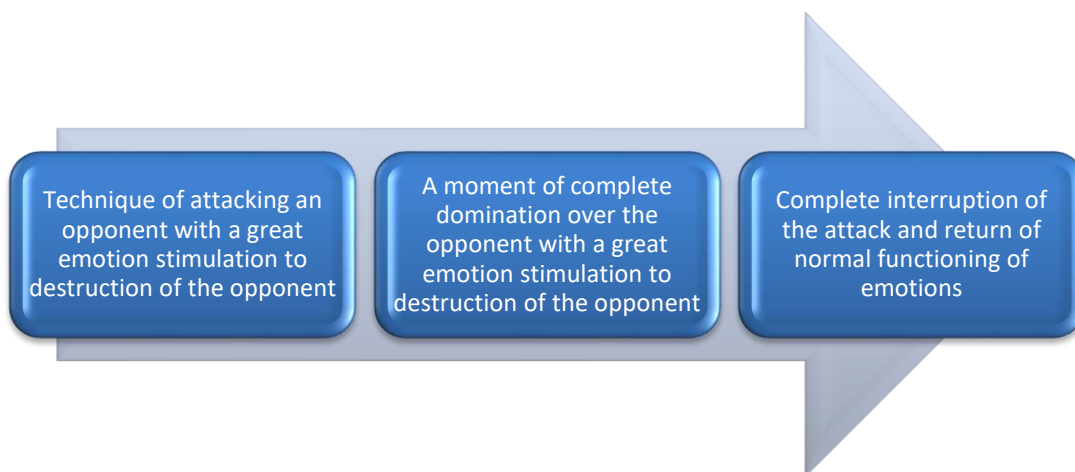 Technique of attacking an
opponent with a great
emotion stimulation to
destruction of the opponent
A moment of complete
domination over the
opponent with a great
emotion stimulation to
destruction of the opponent
Complete interruption of
the attack and return of
normal functioning of
emotions